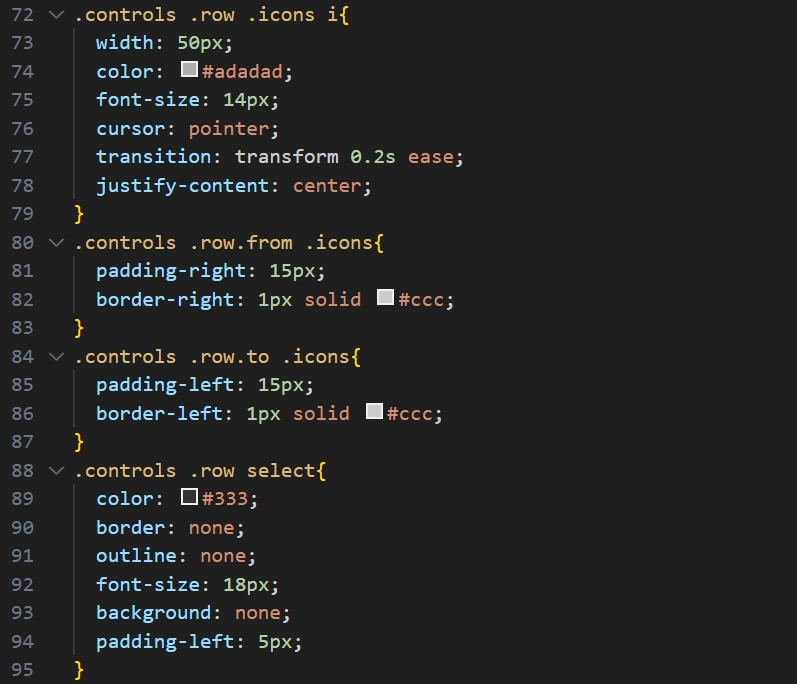 72 .controls .row .icons i{
73 width: 50px;
74 color: #adadad;
75 font-size: 14px;
76 cursor: pointer;
77 transition: transform 0.2s ease;
78 justify-content: center;
79 }
80 .controls .row.from .icons{
81 padding-right: 15px;
82 border-right: 1px solid #ccc;
83 }
84 .controls .row.to .icons{
85 padding-left: 15px;
86 border-left: 1px solid #ccc;
87 }
88 .controls .row select{
89 color: #333;
90 border: none;
91 outline: none;
92 font-size: 18px;
93 background: none;
94 padding-left: 5px;
95 }